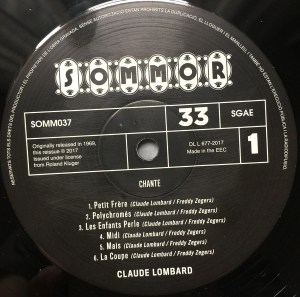 SOMMOR
SOMM037
33
SGAE
Originally released in 1969,
this reissue ℗ 2017
Issued under license
from Roland Kluger
DL L 677-2017
Made in the EEC
1
CHANTE
1. Petit Frère (Claude Lombard / Freddy Zegers)
2. Polychromés (Claude Lombard / Freddy Zegers)
3. Les Enfants Perle (Claude Lombard / Freddy Zegers)
4. Midi (Claude Lombard / Freddy Zegers)
5. Mais (Claude Lombard / Freddy Zegers)
6. La Coupe (Claude Lombard / Freddy Zegers)
CLAUDE LOMBARD